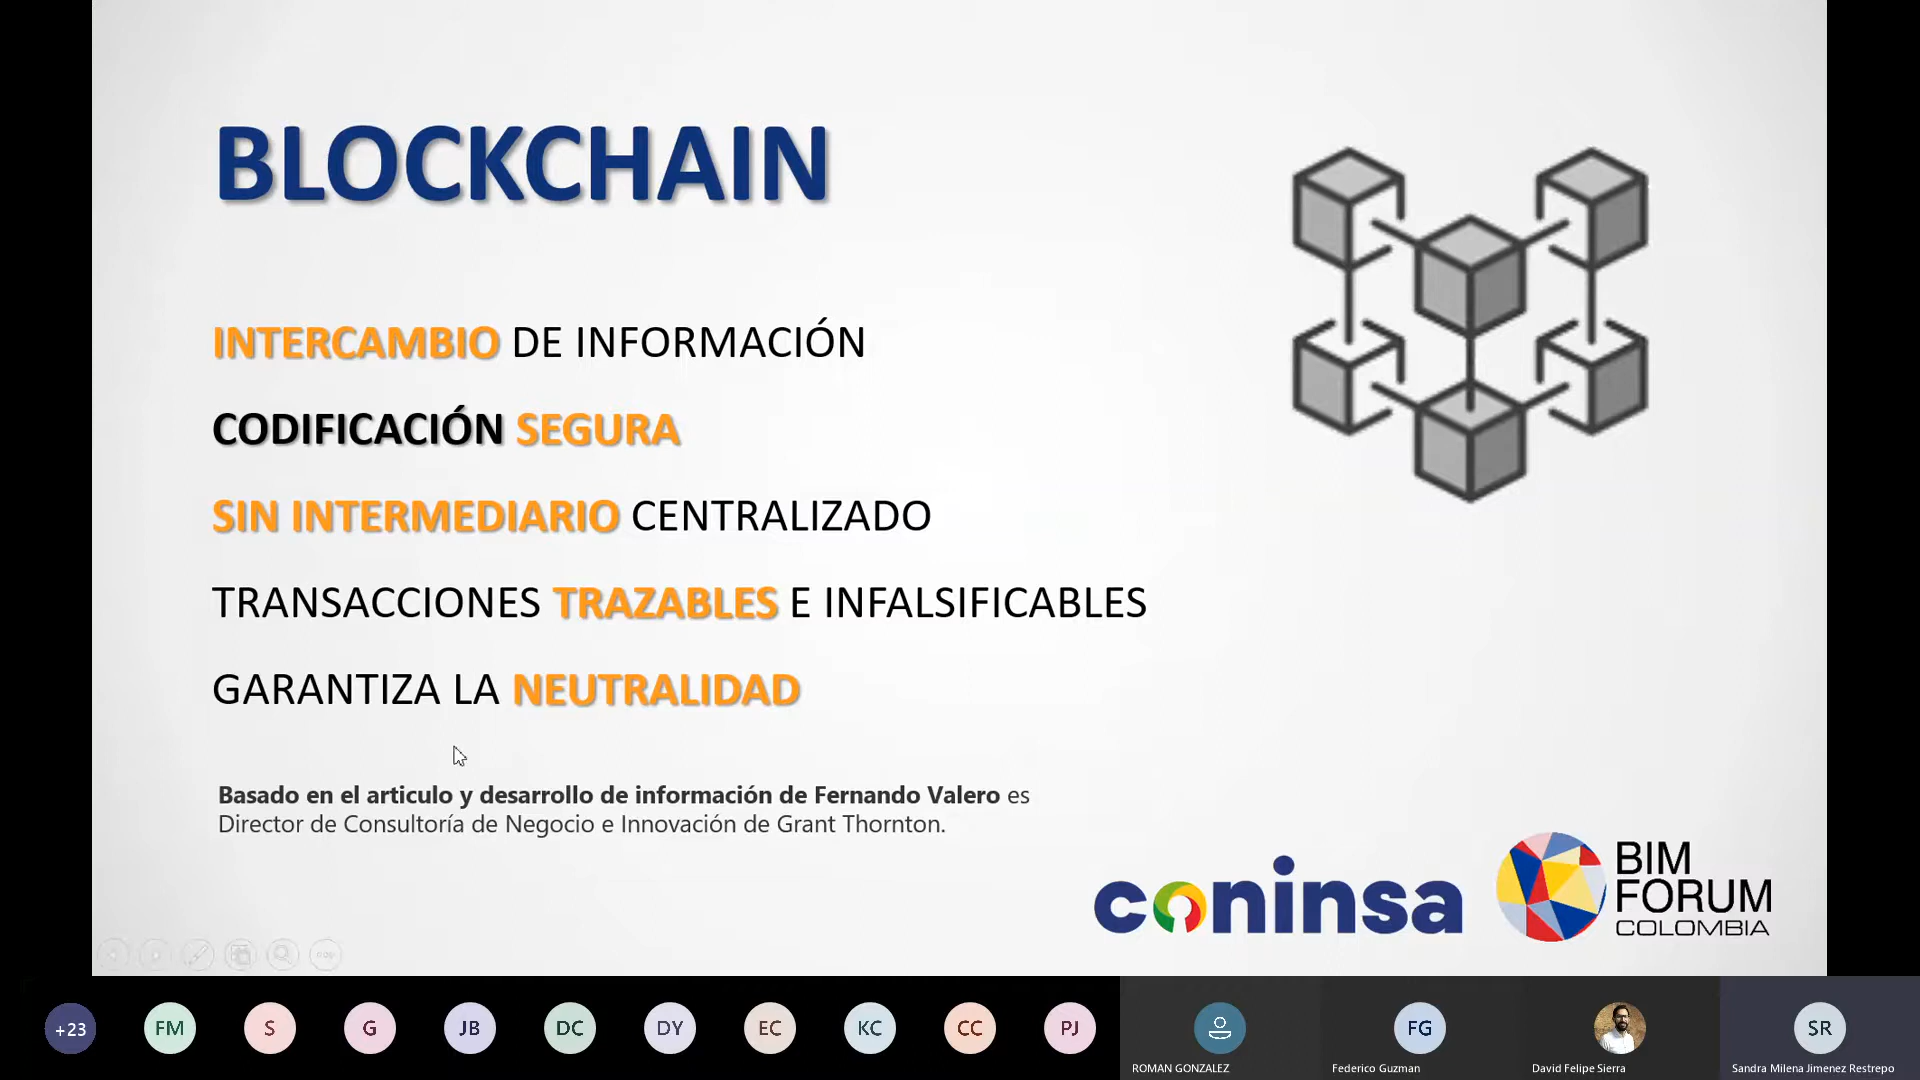 BLOCKCHAIN
INTERCAMBIO DE INFORMACIÓN
CODIFICACIÓN SEGURA
SIN INTERMEDIARIO CENTRALIZADO
TRANSACCIONES TRAZABLES E INFALSIFICABLES
GARANTIZA LA NEUTRALIDAD
Basado en el articulo y desarrollo de información de Fernando Valero es
Director de Consultoría de Negocio e Innovación de Grant Thornton.
coninsa
BIM
FORUM
COLOMBIA
+23
FM
S
G
JB
DC
DY
EC
KC
CC
PJ
FG
SR
ROMAN GONZALEZ
Federico Guzman
David Felipe Sierra
Sandra Milena Jimenez Restrepo